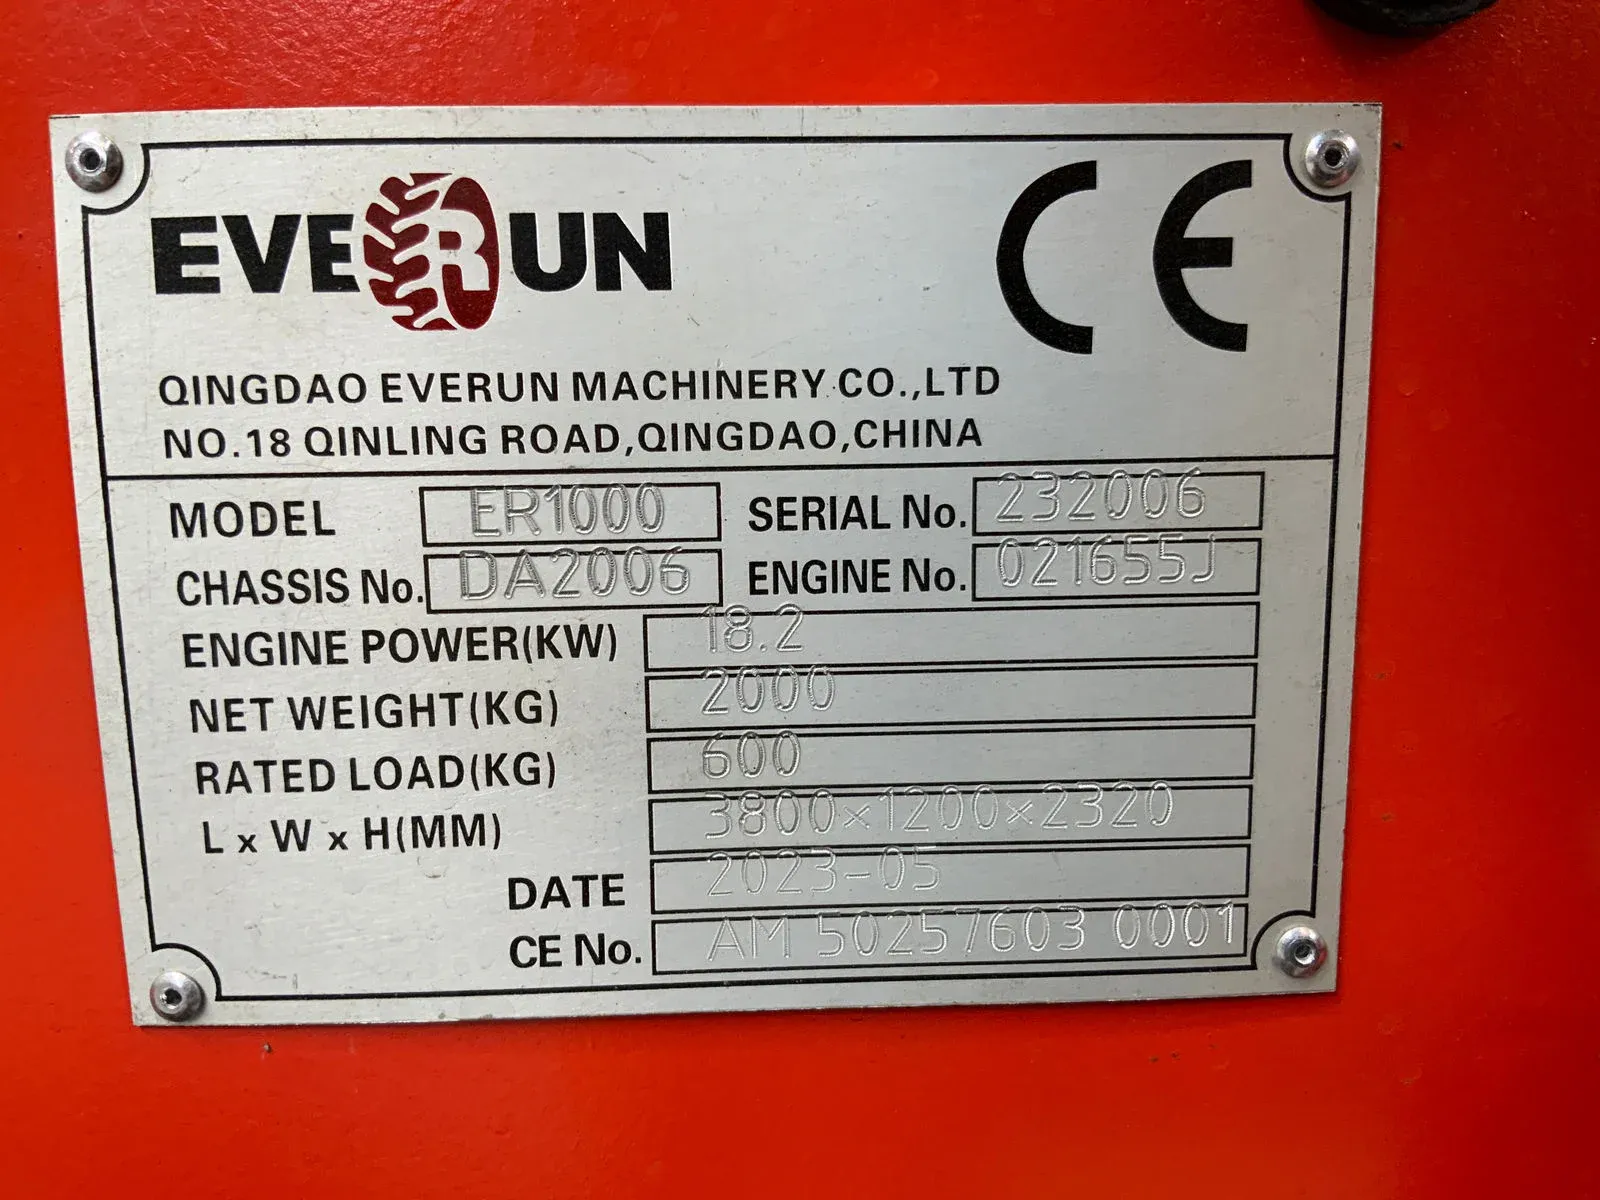 EVERUN CE
QINGDAO EVERUN MACHINERY CO.,LTD
NO.18 QINLING ROAD,QINGDAO,CHINA
MODEL ER1000 SERIAL No. 232006
CHASSIS No. DA2006 ENGINE No. 021655J
ENGINE POWER(KW) 18.2
NET WEIGHT(KG) 2000
RATED LOAD(KG) 600
L x W x H(MM) 3800×1200×2320
DATE 2023-05
CE No. AM 50257603 0001